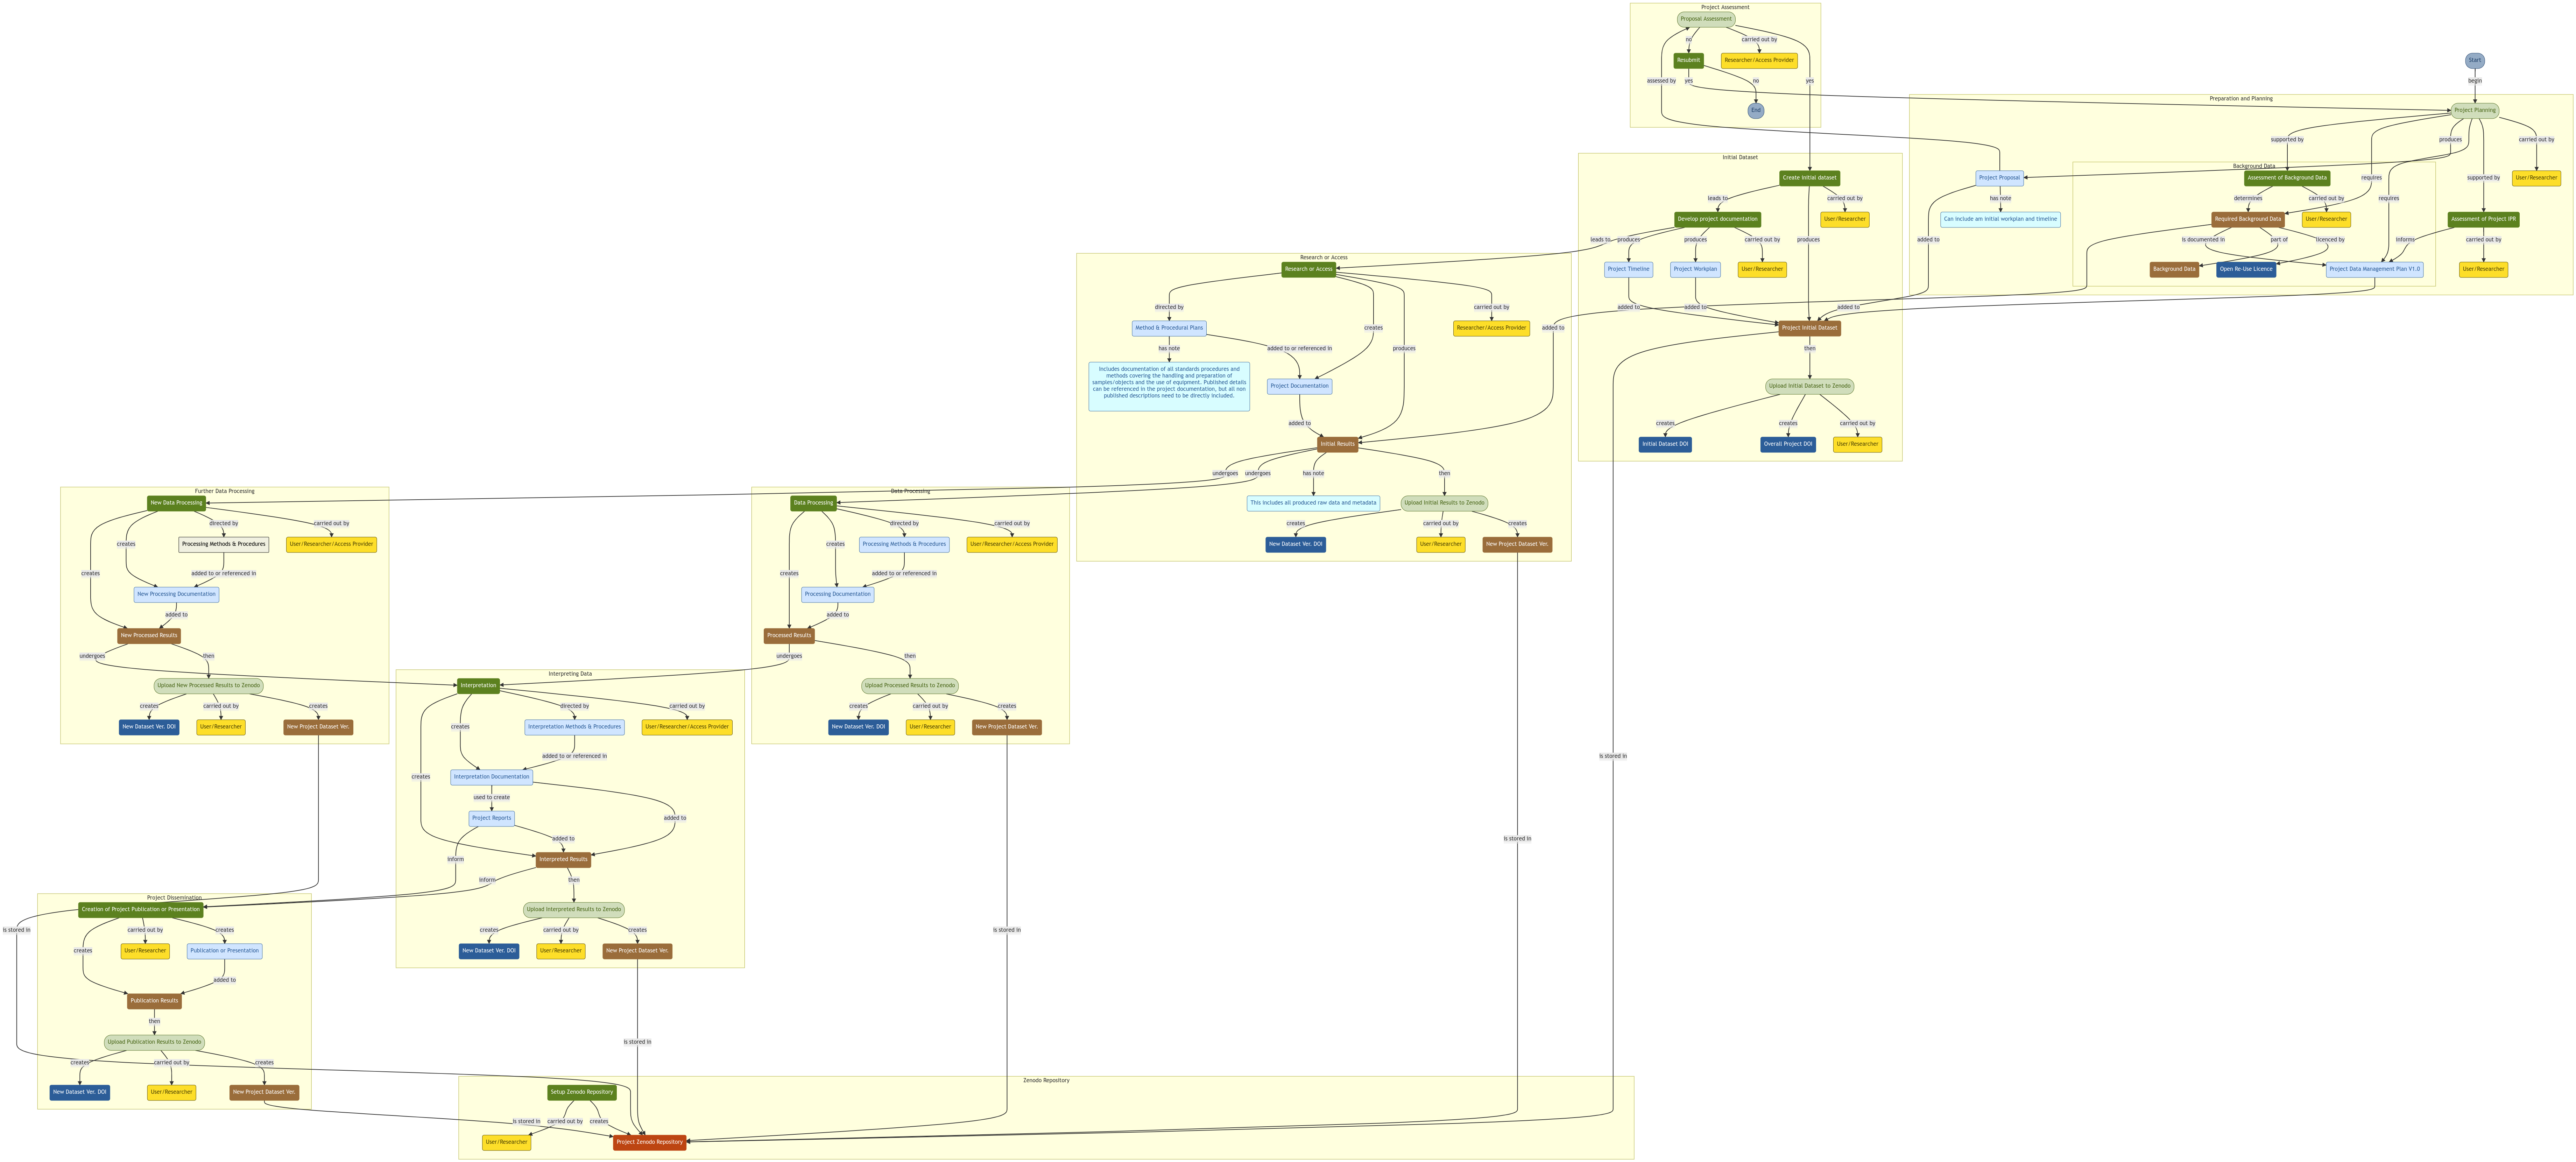 Project Assessment
Proposal Assessment
no
carried out by
Resubmit
Researcher/Access Provider
assessed by
yes
no
yes
End
Start
begin
Preparation and Planning
Project Planning
supported by
produces
carried out by
Background Data
Project Proposal
Assessment of Background Data
requires
supported by
User/Researcher
has note
determines
carried out by
requires
Can include am initial workplan and timeline
Required Background Data
User/Researcher
Assessment of Project IPR
added to
is documented in
part of
licenced by
informs
carried out by
Background Data
Open Re-Use Licence
Project Data Management Plan V1.0
User/Researcher
Initial Dataset
Create initial dataset
leads to
carried out by
Develop project documentation
User/Researcher
leads to
produces
produces
carried out by
produces
Project Timeline
Project Workplan
User/Researcher
added to
added to
added to
Project Initial Dataset
then
Upload Initial Dataset to Zenodo
creates
creates
carried out by
Initial Dataset DOI
Overall Project DOI
User/Researcher
is stored in
Research or Access
Research or Access
directed by
carried out by
Method & Procedural Plans
creates
Researcher/Access Provider
added to
has note
added to or referenced in
produces
Includes documentation of all standards procedures and
methods covering the handling and preparation of
samples/objects and the use of equipment. Published details
can be referenced in the project documentation, but all non
published descriptions need to be directly included.
Project Documentation
added to
Initial Results
undergoes
undergoes
has note
then
This includes all produced raw data and metadata
Upload Initial Results to Zenodo
creates
carried out by
creates
New Dataset Ver. DOI
User/Researcher
New Project Dataset Ver.
is stored in
Further Data Processing
New Data Processing
directed by
carried out by
creates
Processing Methods & Procedures
User/Researcher/Access Provider
creates
added to or referenced in
New Processing Documentation
added to
New Processed Results
undergoes
then
Upload New Processed Results to Zenodo
creates
carried out by
creates
New Dataset Ver. DOI
User/Researcher
New Project Dataset Ver.
Data Processing
Data Processing
directed by
carried out by
creates
Processing Methods & Procedures
User/Researcher/Access Provider
creates
added to or referenced in
Processing Documentation
added to
Processed Results
undergoes
then
Upload Processed Results to Zenodo
creates
carried out by
creates
New Dataset Ver. DOI
User/Researcher
New Project Dataset Ver.
is stored in
Interpreting Data
Interpretation
directed by
carried out by
creates
Interpretation Methods & Procedures
User/Researcher/Access Provider
added to or referenced in
creates
Interpretation Documentation
used to create
Project Reports
added to
added to
inform
Interpreted Results
inform
then
Upload Interpreted Results to Zenodo
creates
carried out by
creates
New Dataset Ver. DOI
User/Researcher
New Project Dataset Ver.
is stored in
Project Dissemination
Creation of Project Publication or Presentation
is stored in
carried out by
creates
creates
User/Researcher
Publication or Presentation
added to
Publication Results
then
Upload Publication Results to Zenodo
creates
carried out by
creates
New Dataset Ver. DOI
User/Researcher
New Project Dataset Ver.
is stored in
Zenodo Repository
Setup Zenodo Repository
carried out by
creates
User/Researcher
Project Zenodo Repository